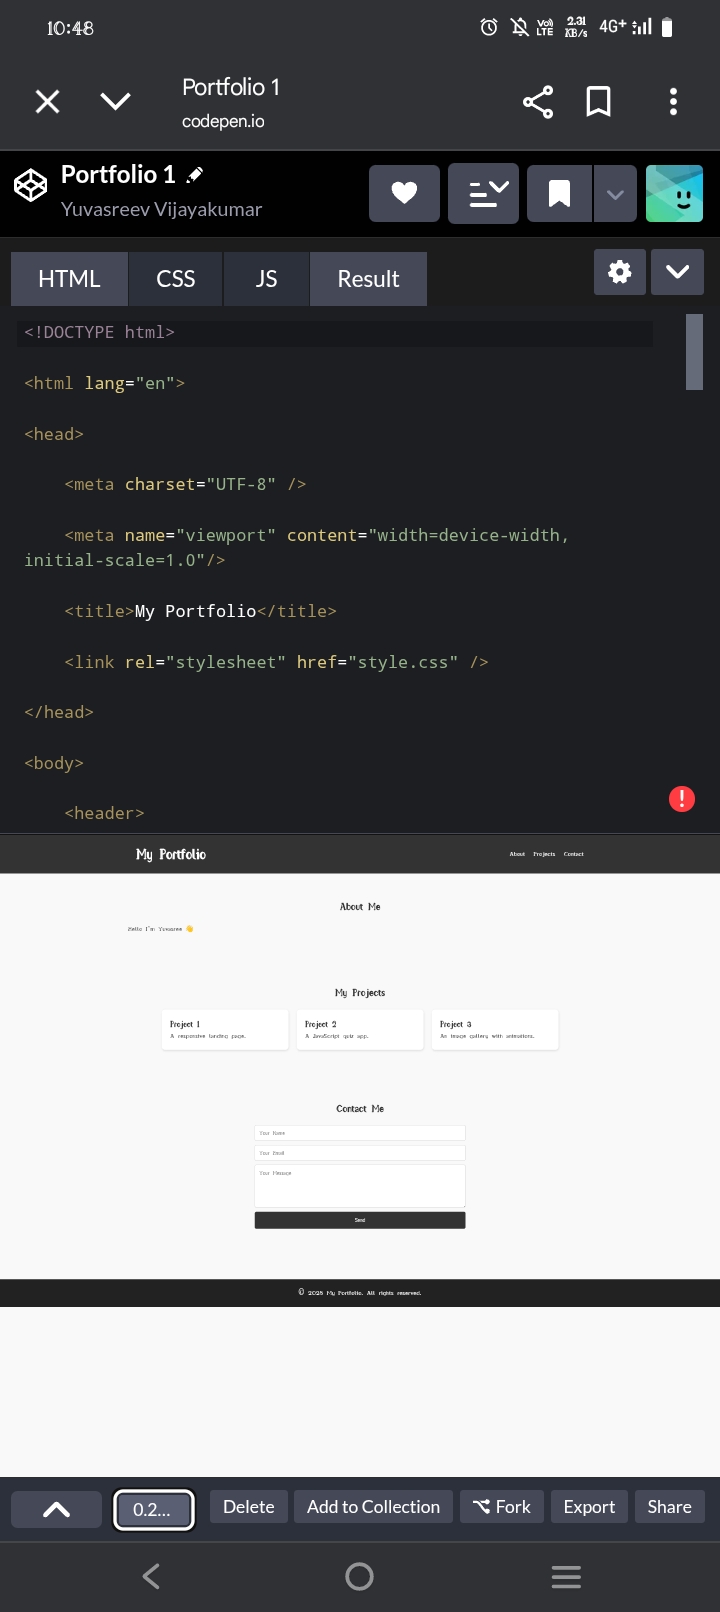 10:48
Vo) LTE 2.31 KB/s 4G+
Portfolio 1
codepen.io
Portfolio 1
Yuvasreev Vijayakumar
HTML CSS JS Result
<!DOCTYPE html>
<html lang="en">
<head>
<meta charset="UTF-8" />
<meta name="viewport" content="width=device-width,
initial-scale=1.0"/>
<title>My Portfolio</title>
<link rel="stylesheet" href="style.css" />
</head>
<body>
<header>
My Portfolio About Projects Contact
About Me
Hello I'm Yuvasree 👋
My Projects
Project 1 Project 2 Project 3
A responsive landing page. A JavaScript quiz app. An image gallery with animations.
Contact Me
Your Name
Your Email
Your Message
Send
© 2025 My Portfolio. All rights reserved.
0.2... Delete Add to Collection Fork Export Share